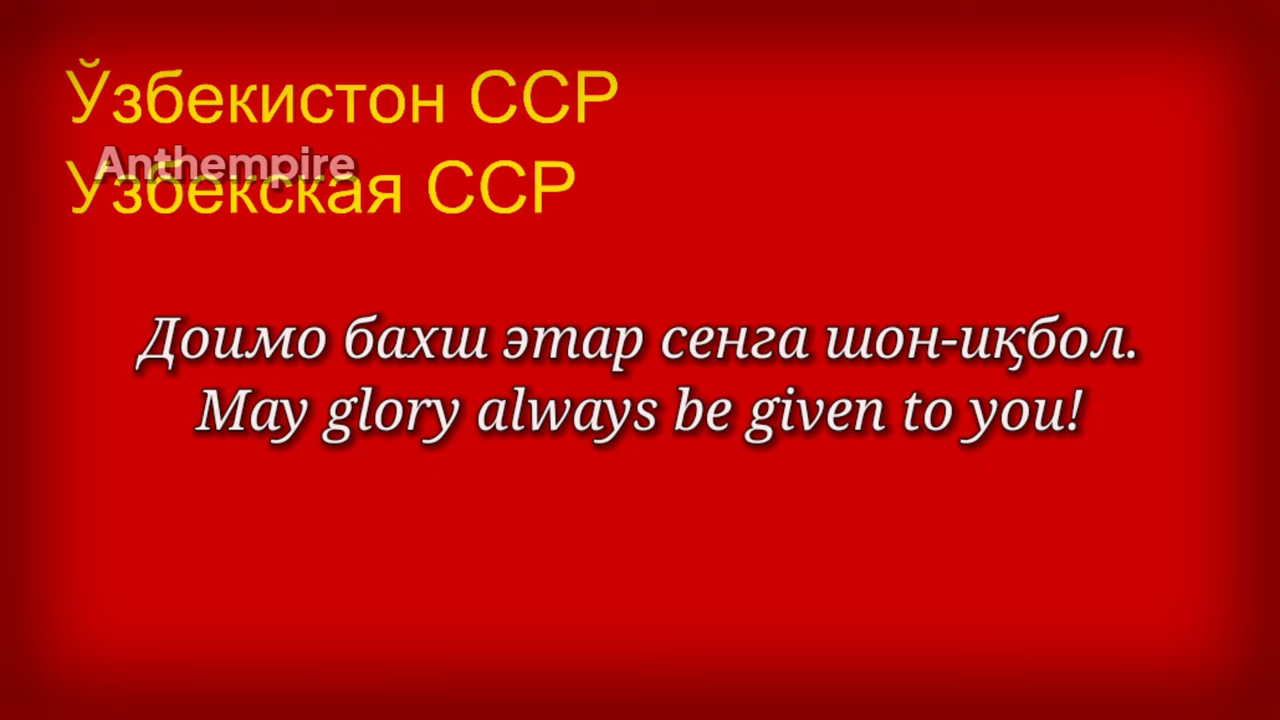 Ўзбекистон ССР
Anthempire
Узбекская ССР
Доимо бахш этар сенга шон-иқбол.
May glory always be given to you!